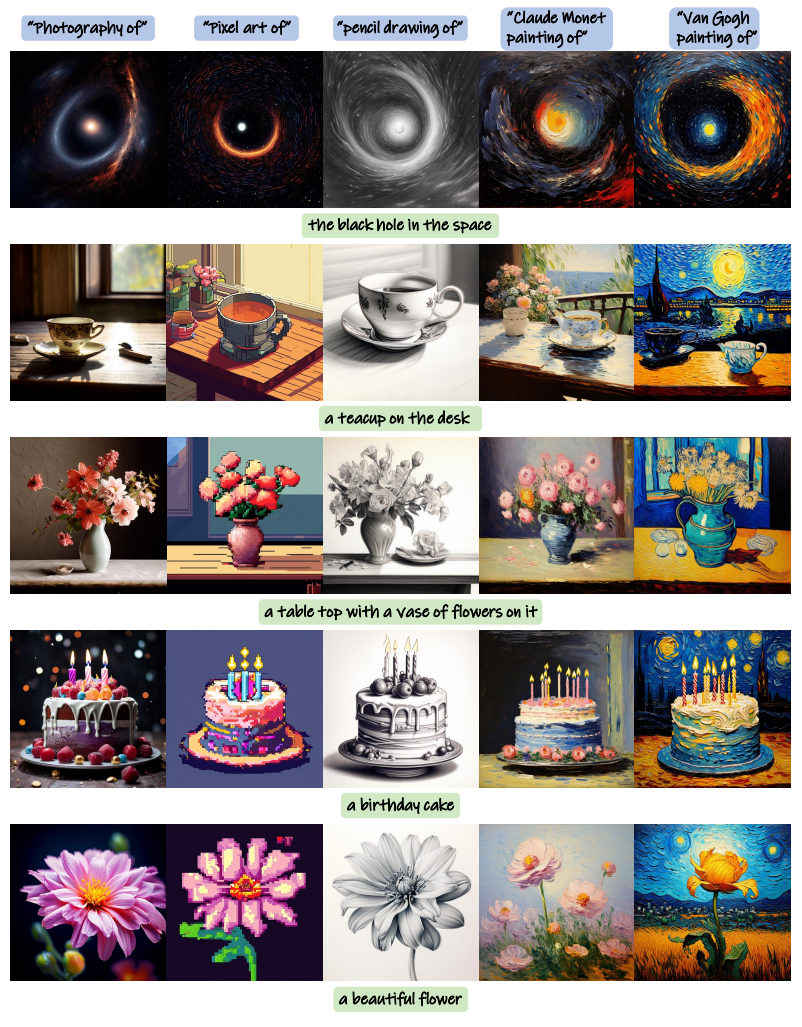 "Photography of"
"Pixel art of"
"pencil drawing of"
"Claude Monet
painting of"
"Van Gogh
painting of"
the black hole in the space
a teacup on the desk
a table top with a vase of flowers on it
a birthday cake
a beautiful flower